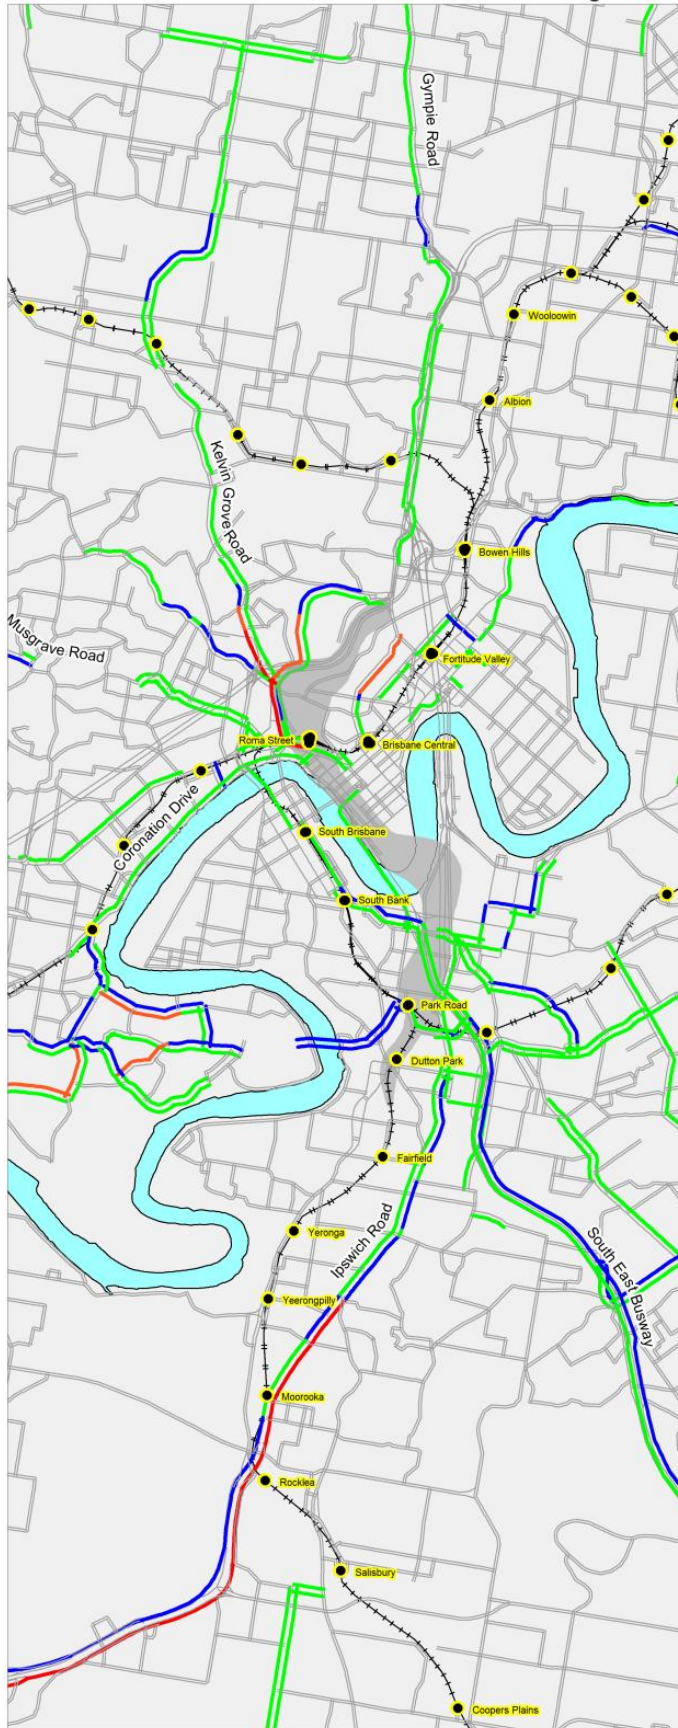 Gympie Road
Wooloowin
Albion
Kelvin Grove Road
Bowen Hills
Musgrave Road
Fortitude Valley
Roma Street
Brisbane Central
Coronation Drive
South Brisbane
South Bank
Park Road
Dutton Park
Fairfield
Ipswich Road
Yeronga
South East Busway
Yeerongpilly
Moorooka
Rocklea
Salisbury
Coopers Plains